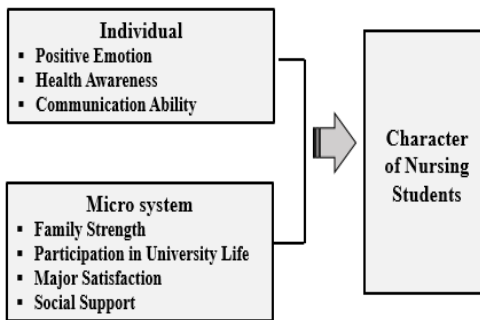 Individual
▪ Positive Emotion
▪ Health Awareness
▪ Communication Ability
Micro system
▪ Family Strength
▪ Participation in University Life
▪ Major Satisfaction
▪ Social Support
Character
of Nursing
Students